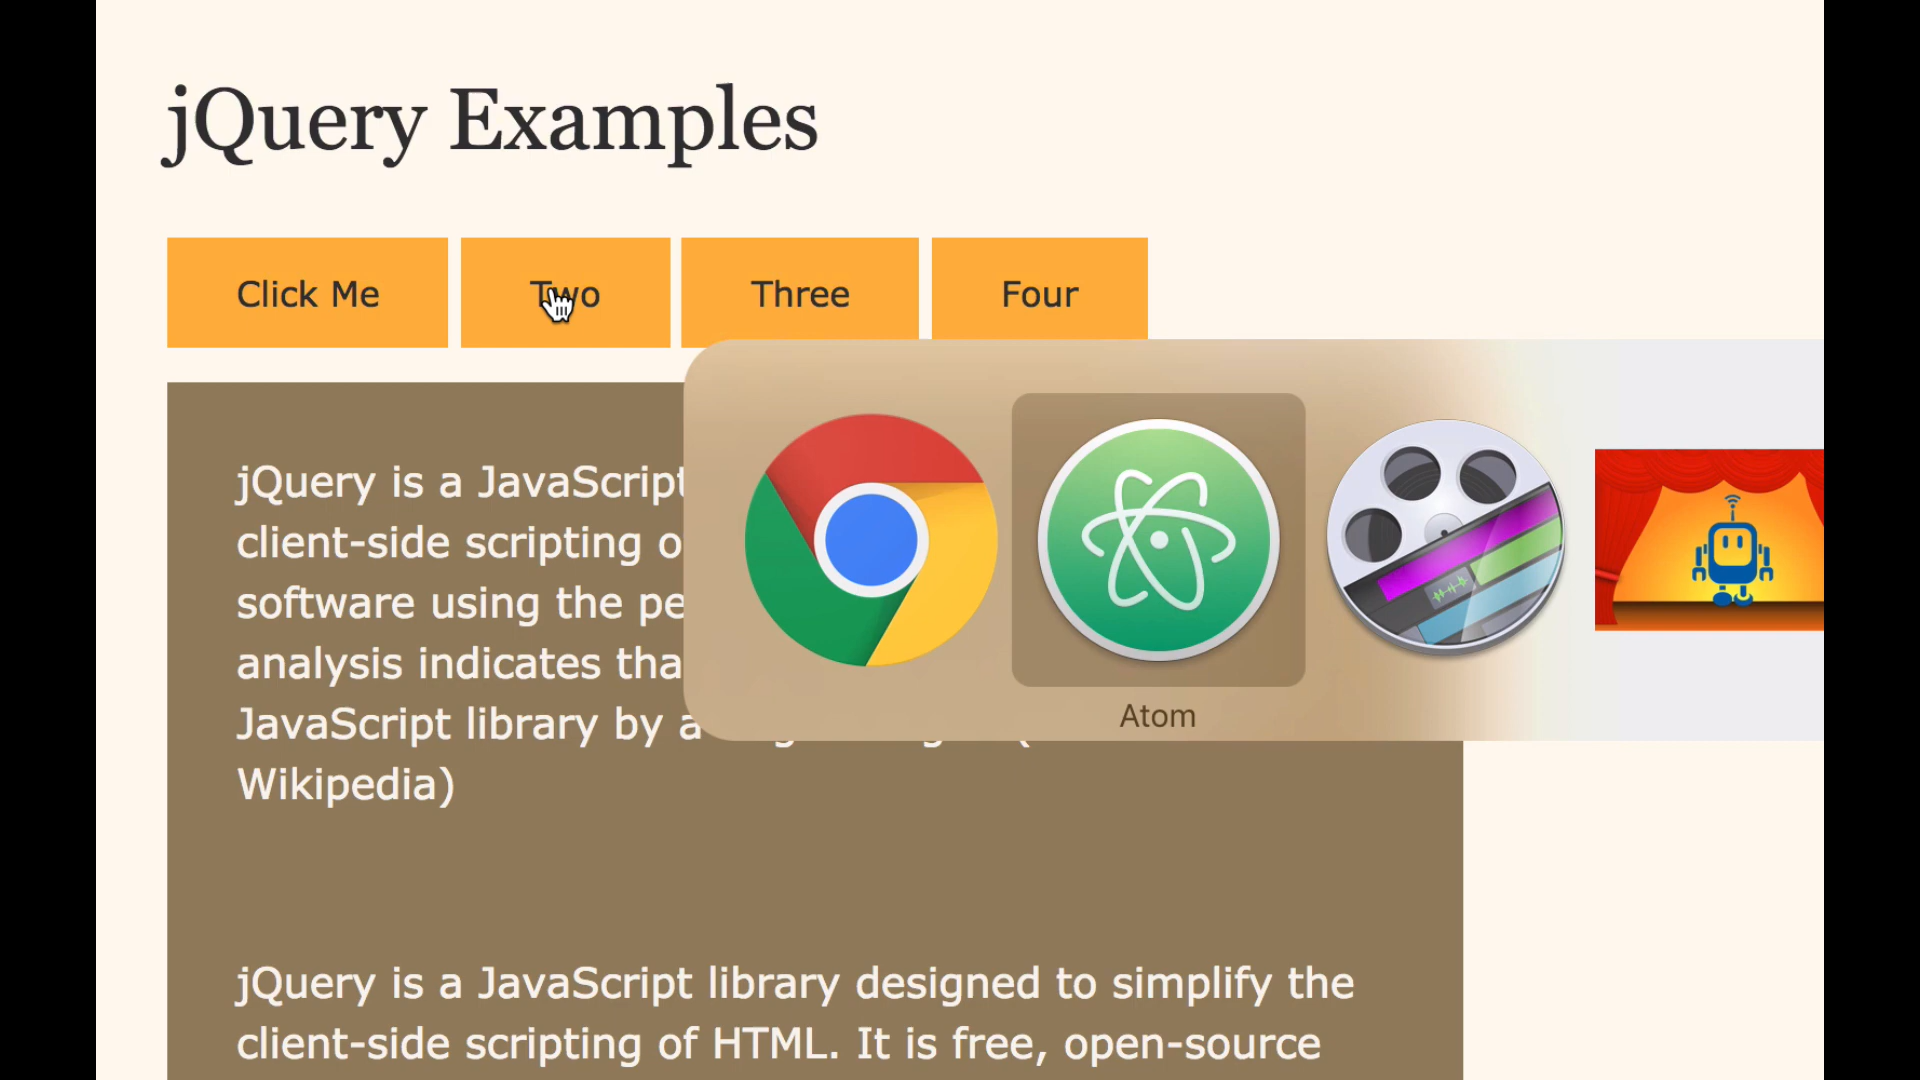 jQuery Examples
Click Me
Two
Three
Four
jQuery is a JavaScript
client-side scripting o
software using the pe
analysis indicates tha
JavaScript library by a
Wikipedia)
Atom
jQuery is a JavaScript library designed to simplify the
client-side scripting of HTML. It is free, open-source